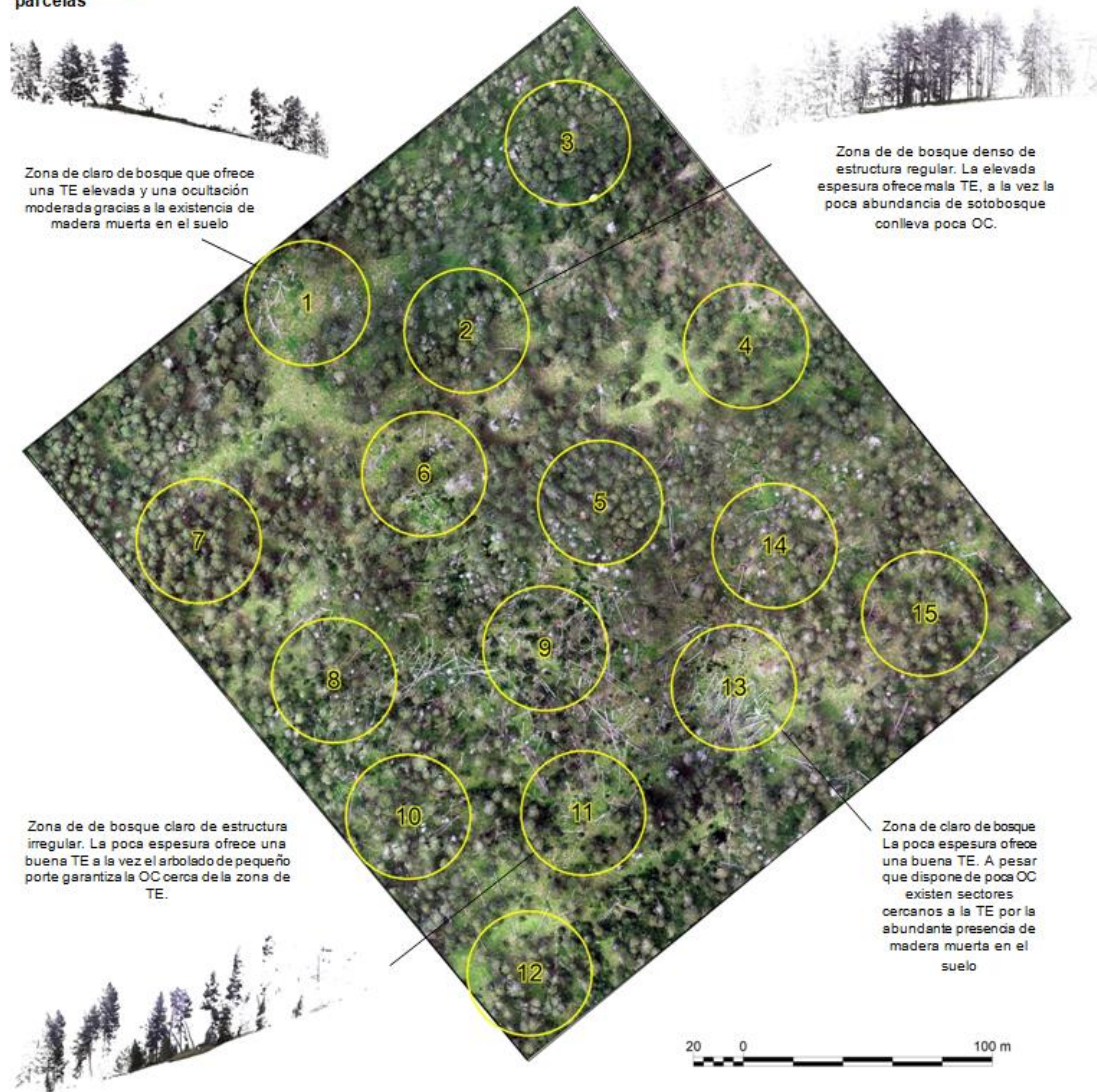 parcelas
Zona de claro de bosque que ofrece
una TE elevada y una ocultación
moderada gracias a la existencia de
madera muerta en el suelo
Zona de de bosque denso de
estructura regular. La elevada
espesura ofrece mala TE, a la vez la
poca abundancia de sotobosque
conlleva poca OC.
3
1
2
4
6
5
7
14
15
9
8
13
10
11
12
Zona de de bosque claro de estructura
irregular. La poca espesura ofrece una
buena TE a la vez el arbolado de pequeño
porte garantiza la OC cerca de la zona de
TE.
Zona de claro de bosque
La poca espesura ofrece
una buena TE. A pesar
que dispone de poca OC
existen sectores
cercanos a la TE por la
abundante presencia de
madera muerta en el
suelo
20 0 100 m